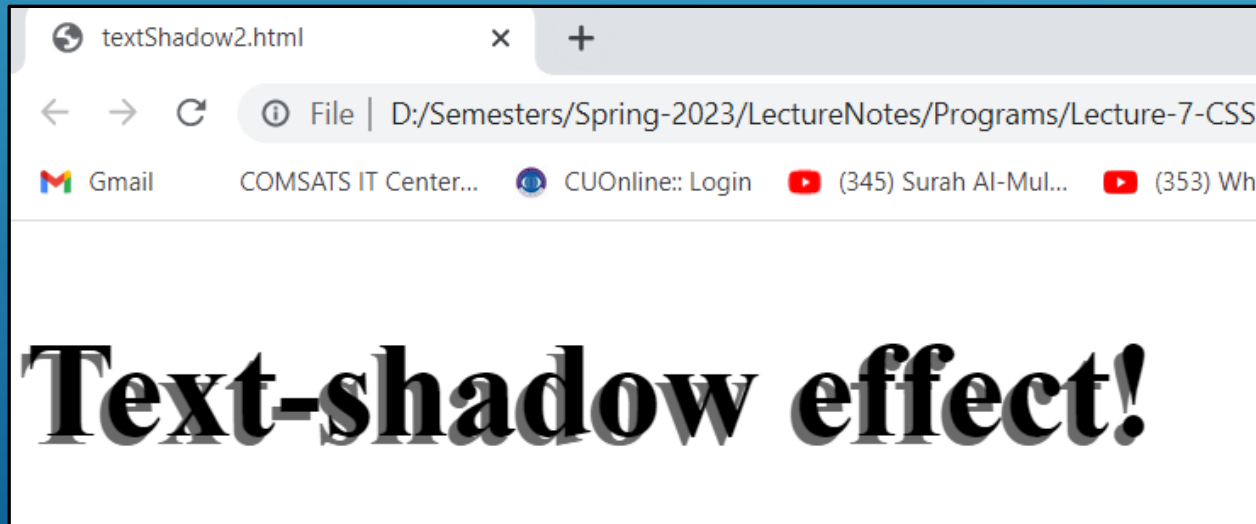 textShadow2.html
File | D:/Semesters/Spring-2023/LectureNotes/Programs/Lecture-7-CSS
Gmail COMSATS IT Center... CUOnline:: Login (345) Surah Al-Mul... (353) Wh
Text-shadow effect!